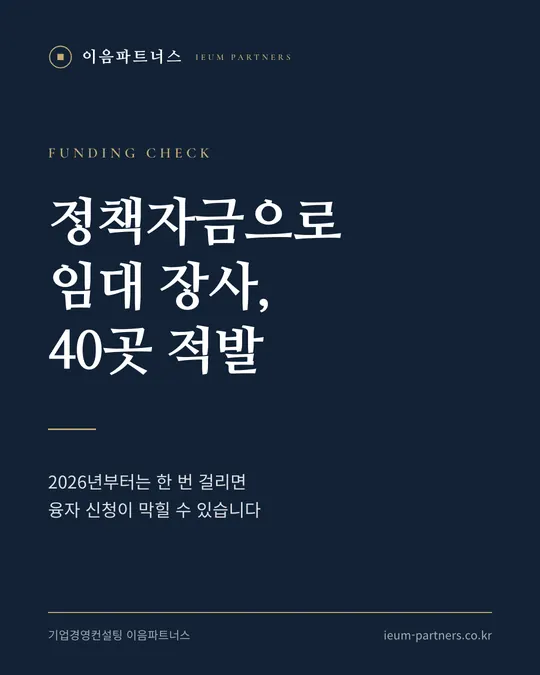 이음파트너스 IEUM PARTNERS
FUNDING CHECK
정책자금으로
임대 장사,
40곳 적발
2026년부터는 한 번 걸리면
융자 신청이 막힐 수 있습니다
기업경영컨설팅 이음파트너스
ieum-partners.co.kr